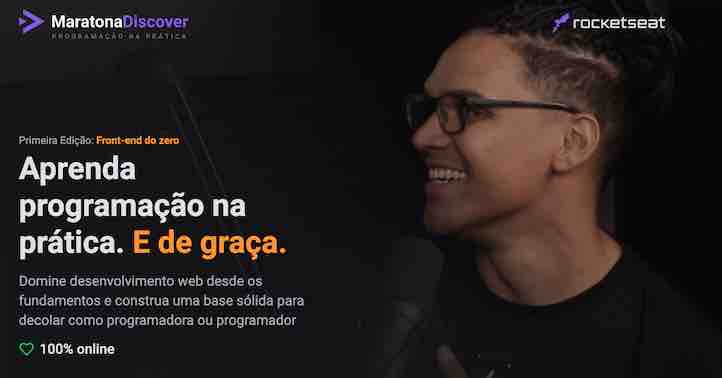 MaratonaDiscover
PROGRAMAÇÃO NA PRÁTICA
rocketseat
Primeira Edição: Front-end do zero
Aprenda
programação na
prática. E de graça.
Domine desenvolvimento web desde os
fundamentos e construa uma base sólida para
decolar como programadora ou programador
100% online